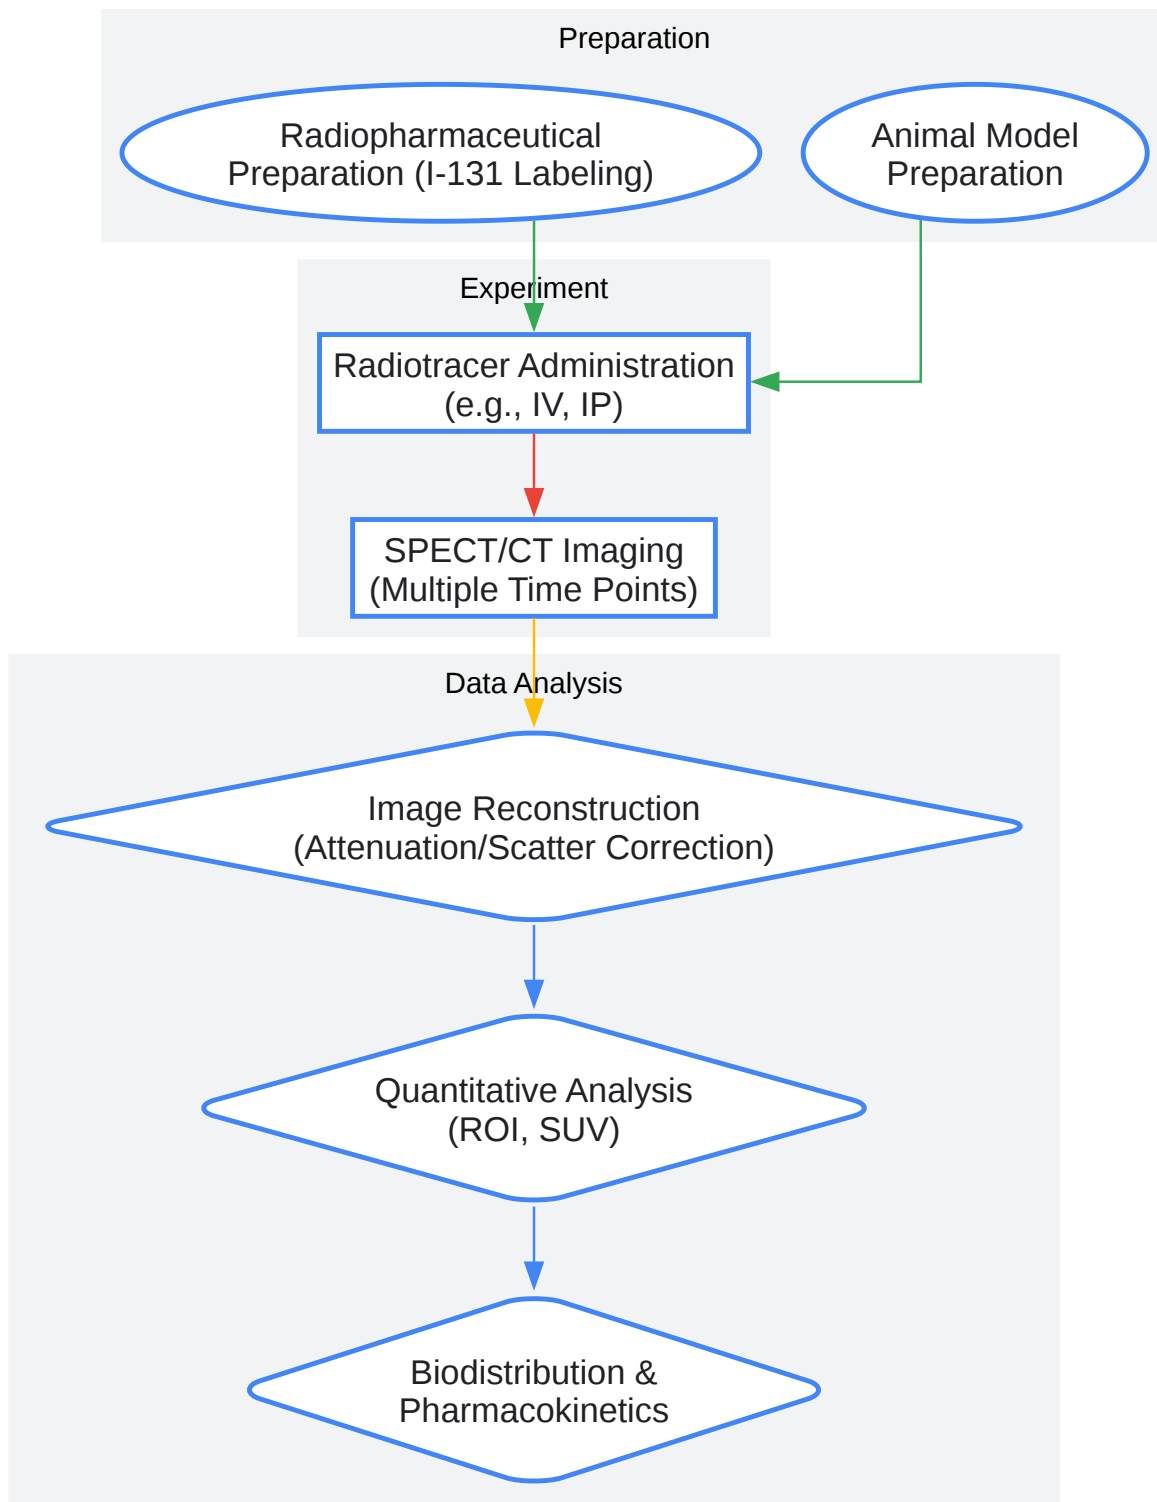 Preparation
Radiopharmaceutical
Preparation (I-131 Labeling)
Animal Model
Preparation
Experiment
Radiotracer Administration
(e.g., IV, IP)
SPECT/CT Imaging
(Multiple Time Points)
Data Analysis
Image Reconstruction
(Attenuation/Scatter Correction)
Quantitative Analysis
(ROI, SUV)
Biodistribution &
Pharmacokinetics